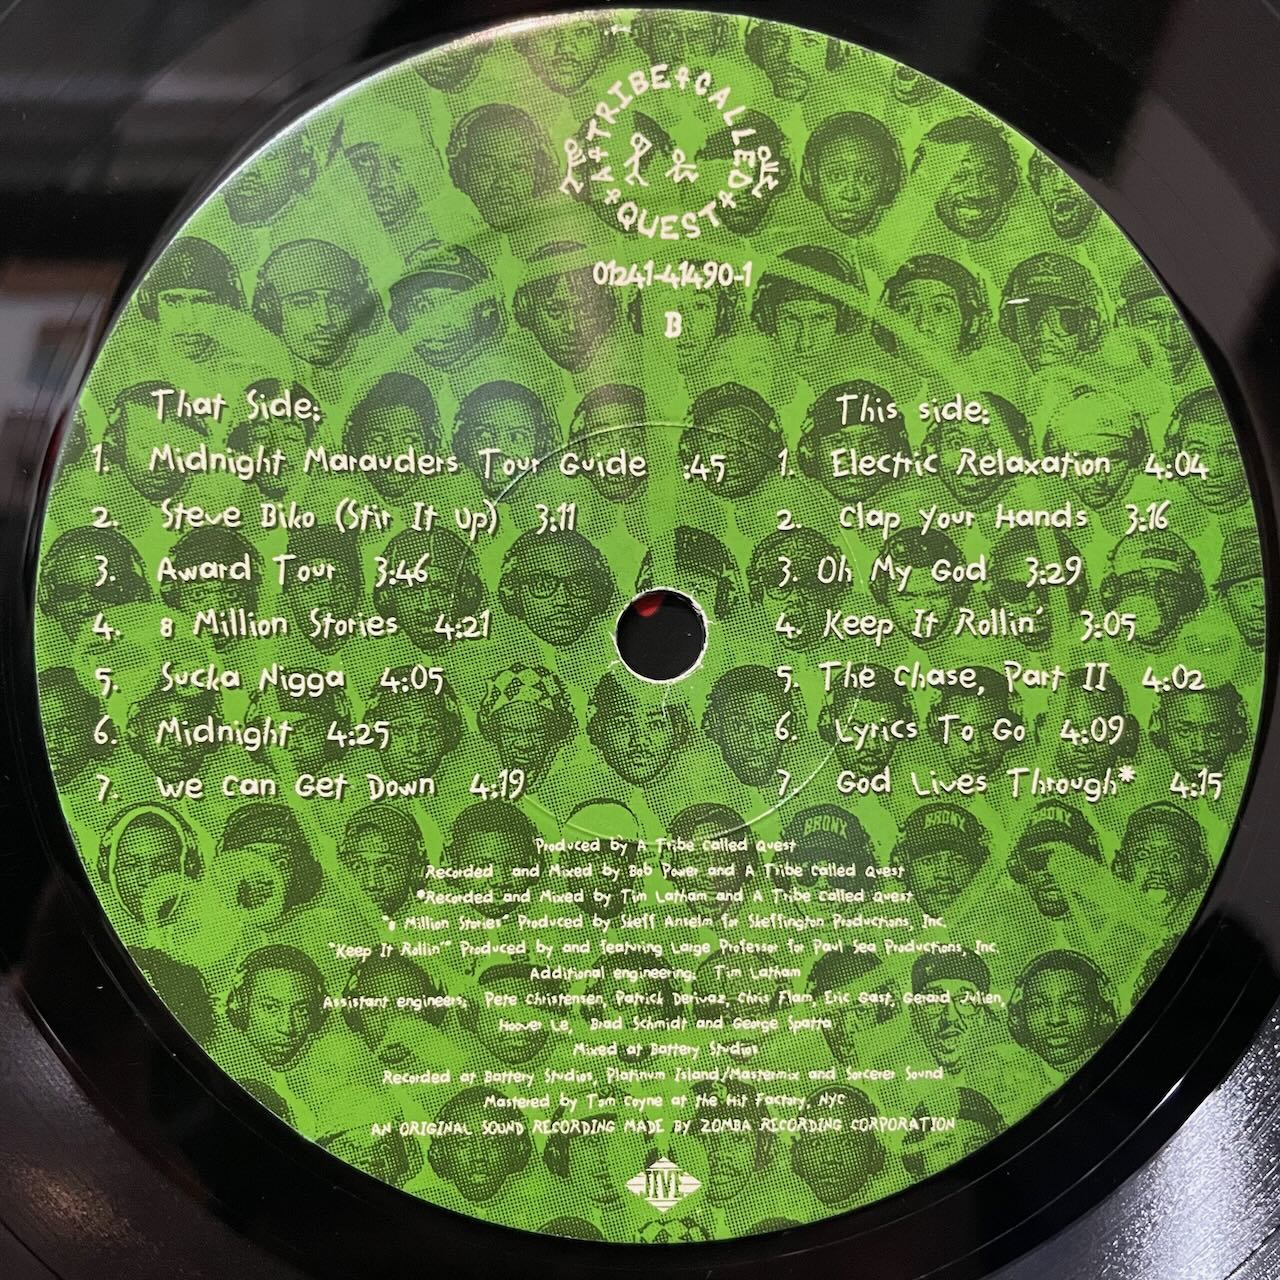 A TRIBE CALLED QUEST
01241-41490-1
B
That Side:
1. Midnight Marauders Tour Guide :45
2. Steve Biko (Stir It Up) 3:11
3. Award Tour 3:46
4. 8 Million Stories 4:21
5. Sucka Nigga 4:05
6. Midnight 4:25
7. We Can Get Down 4:19
This side:
1. Electric Relaxation 4:04
2. Clap Your Hands 3:16
3. Oh My God 3:29
4. Keep It Rollin' 3:05
5. The Chase, Part II 4:02
6. Lyrics To Go 4:09
7. God Lives Through* 4:15
Produced by A Tribe Called Quest
Recorded and Mixed by Bob Power and A Tribe Called Quest
*Recorded and Mixed by Tim Latham and A Tribe Called Quest
"8 Million Stories" Produced by Skeff Anselm for Skeffington Productions, Inc.
"Keep It Rollin'" Produced by and featuring Large Professor for Paul Sea Productions, Inc.
Additional engineering: Tim Latham
Assistant engineers: Pete Christensen, Patrick Derivaz, Chris Flam, Eric Gast, Gerard Julien,
Hoover Le, Brad Schmidt and George Spatta
Mixed at Battery Studios
Recorded at Battery Studios, Platinum Island/Mastermix and Sorcerer Sound
Mastered by Tom Coyne at the Hit Factory, NYC
AN ORIGINAL SOUND RECORDING MADE BY ZOMBA RECORDING CORPORATION
JIVE
BRONX
BRONX
BRONX